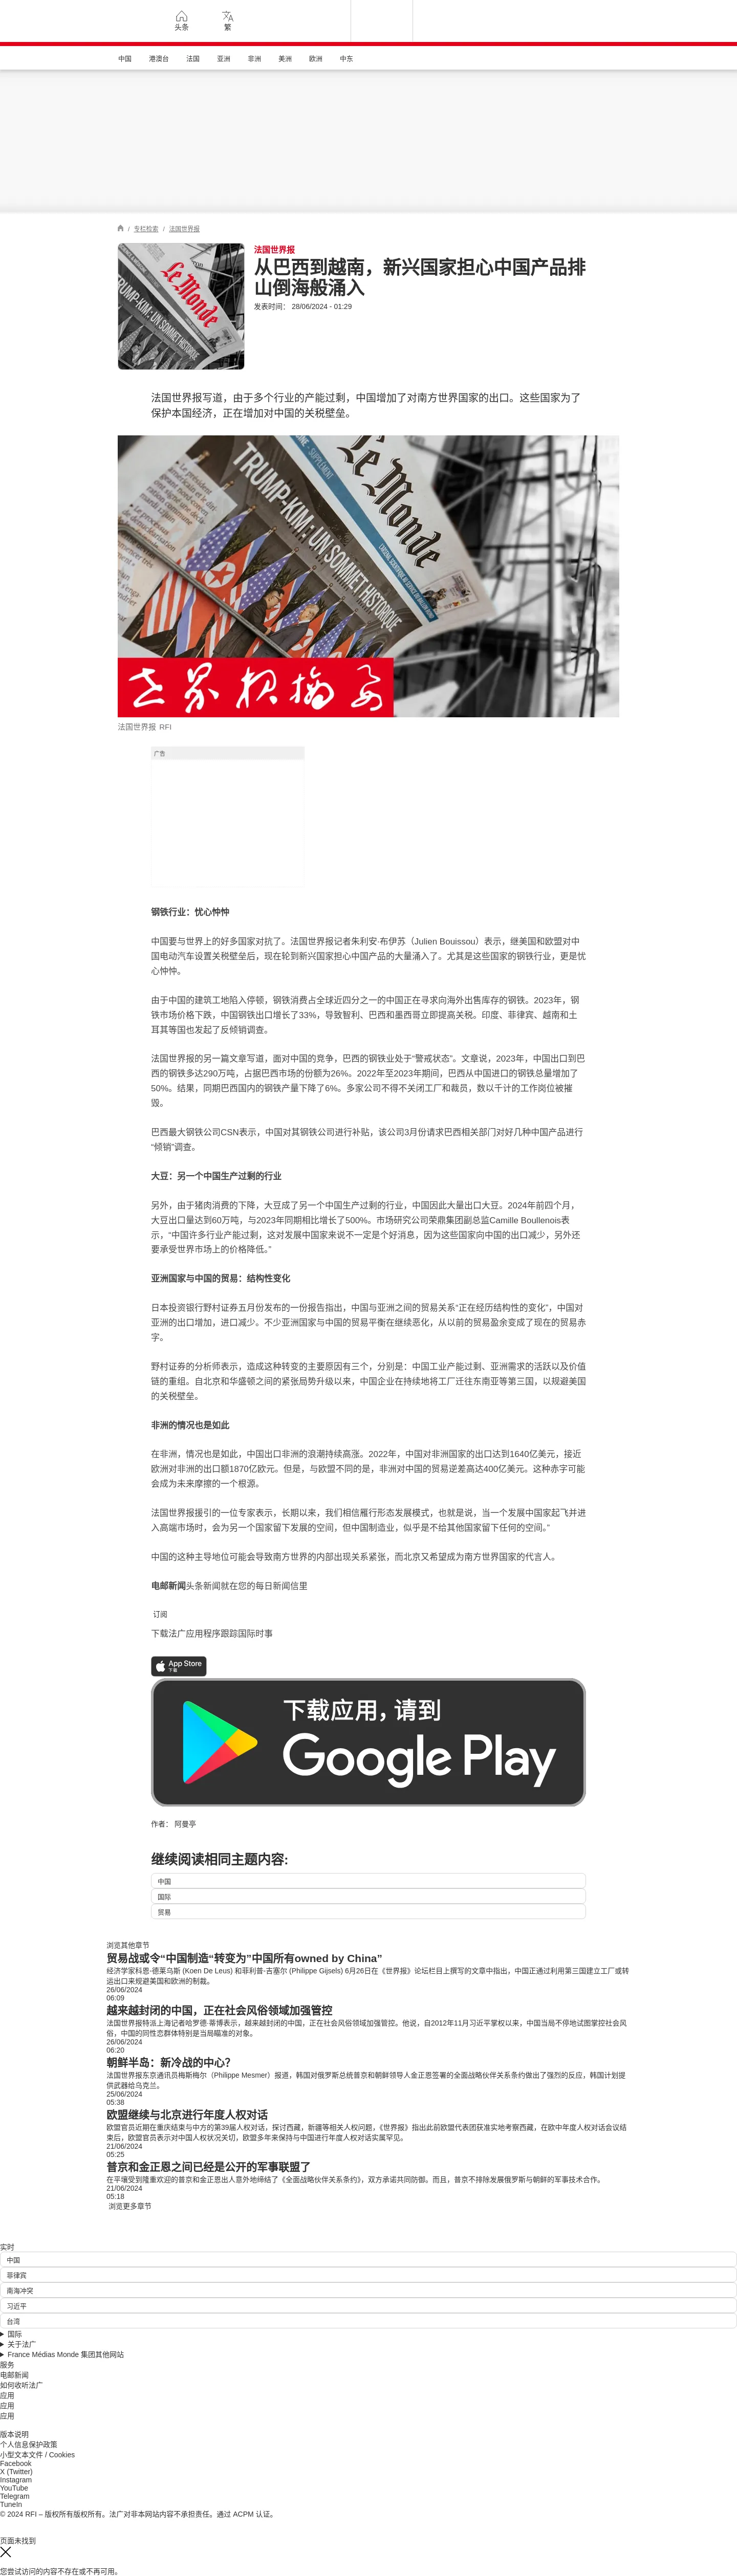 头条
繁
中国
港澳台
法国
亚洲
非洲
美洲
欧洲
中东
/ 专栏检索 / 法国世界报
法国世界报
从巴西到越南，新兴国家担心中国产品排
山倒海般涌入
发表时间： 28/06/2024 - 01:29
Le Monde
TRUMP-KIM: UN SOMMET HISTORIQUE
法国世界报写道，由于多个行业的产能过剩，中国增加了对南方世界国家的出口。这些国家为了
保护本国经济，正在增加对中国的关税壁垒。
Le Monde
TRUMP-KIM: UN SOMMET HISTORIQUE
世界报摘要
法国世界报 RFI
广告
钢铁行业：忧心忡忡
中国要与世界上的好多国家对抗了。法国世界报记者朱利安·布伊苏（Julien Bouissou）表示，继美国和欧盟对中
国电动汽车设置关税壁垒后，现在轮到新兴国家担心中国产品的大量涌入了。尤其是这些国家的钢铁行业，更是忧
心忡忡。
由于中国的建筑工地陷入停顿，钢铁消费占全球近四分之一的中国正在寻求向海外出售库存的钢铁。2023年，钢
铁市场价格下跌，中国钢铁出口增长了33%，导致智利、巴西和墨西哥立即提高关税。印度、菲律宾、越南和土
耳其等国也发起了反倾销调查。
法国世界报的另一篇文章写道，面对中国的竞争，巴西的钢铁业处于“警戒状态”。文章说，2023年，中国出口到巴
西的钢铁多达290万吨，占据巴西市场的份额为26%。2022年至2023年期间，巴西从中国进口的钢铁总量增加了
50%。结果，同期巴西国内的钢铁产量下降了6%。多家公司不得不关闭工厂和裁员，数以千计的工作岗位被摧
毁。
巴西最大钢铁公司CSN表示，中国对其钢铁公司进行补贴，该公司3月份请求巴西相关部门对好几种中国产品进行
“倾销”调查。
大豆：另一个中国生产过剩的行业
另外，由于猪肉消费的下降，大豆成了另一个中国生产过剩的行业，中国因此大量出口大豆。2024年前四个月，
大豆出口量达到60万吨，与2023年同期相比增长了500%。市场研究公司荣鼎集团副总监Camille Boullenois表
示，“中国许多行业产能过剩，这对发展中国家来说不一定是个好消息，因为这些国家向中国的出口减少，另外还
要承受世界市场上的价格降低。”
亚洲国家与中国的贸易：结构性变化
日本投资银行野村证券五月份发布的一份报告指出，中国与亚洲之间的贸易关系“正在经历结构性的变化”，中国对
亚洲的出口增加，进口减少。不少亚洲国家与中国的贸易平衡在继续恶化，从以前的贸易盈余变成了现在的贸易赤
字。
野村证券的分析师表示，造成这种转变的主要原因有三个，分别是：中国工业产能过剩、亚洲需求的活跃以及价值
链的重组。自北京和华盛顿之间的紧张局势升级以来，中国企业在持续地将工厂迁往东南亚等第三国，以规避美国
的关税壁垒。
非洲的情况也是如此
在非洲，情况也是如此，中国出口非洲的浪潮持续高涨。2022年，中国对非洲国家的出口达到1640亿美元，接近
欧洲对非洲的出口额1870亿欧元。但是，与欧盟不同的是，非洲对中国的贸易逆差高达400亿美元。这种赤字可能
会成为未来摩擦的一个根源。
法国世界报援引的一位专家表示，长期以来，我们相信雁行形态发展模式，也就是说，当一个发展中国家起飞并进
入高端市场时，会为另一个国家留下发展的空间，但中国制造业，似乎是不给其他国家留下任何的空间。”
中国的这种主导地位可能会导致南方世界的内部出现关系紧张，而北京又希望成为南方世界国家的代言人。
电邮新闻头条新闻就在您的每日新闻信里
订阅
下载法广应用程序跟踪国际时事
App Store
下载
下载应用，请到
Google Play
作者： 阿曼亭
继续阅读相同主题内容:
中国
国际
贸易
浏览其他章节
贸易战或令“中国制造“转变为”中国所有owned by China”
经济学家科恩·德莱乌斯 (Koen De Leus) 和菲利普·吉塞尔 (Philippe Gijsels) 6月26日在《世界报》论坛栏目上撰写的文章中指出，中国正通过利用第三国建立工厂或转
运出口来规避美国和欧洲的制裁。
26/06/2024
06:09
越来越封闭的中国，正在社会风俗领域加强管控
法国世界报特派上海记者哈罗德·蒂博表示，越来越封闭的中国，正在社会风俗领域加强管控。他说，自2012年11月习近平掌权以来，中国当局不停地试图掌控社会风
俗，中国的同性恋群体特别是当局瞄准的对象。
26/06/2024
06:20
朝鲜半岛：新冷战的中心？
法国世界报东京通讯员梅斯梅尔（Philippe Mesmer）报道，韩国对俄罗斯总统普京和朝鲜领导人金正恩签署的全面战略伙伴关系条约做出了强烈的反应，韩国计划提
供武器给乌克兰。
25/06/2024
05:38
欧盟继续与北京进行年度人权对话
欧盟官员近期在重庆结束与中方的第39届人权对话，探讨西藏，新疆等相关人权问题，《世界报》指出此前欧盟代表团获准实地考察西藏，在欧中年度人权对话会议结
束后，欧盟官员表示对中国人权状况关切，欧盟多年来保持与中国进行年度人权对话实属罕见。
21/06/2024
05:25
普京和金正恩之间已经是公开的军事联盟了
在平壤受到隆重欢迎的普京和金正恩出人意外地缔结了《全面战略伙伴关系条约》，双方承诺共同防御。而且，普京不排除发展俄罗斯与朝鲜的军事技术合作。
21/06/2024
05:18
浏览更多章节
实时
中国
菲律宾
南海冲突
习近平
台湾
国际
关于法广
France Médias Monde 集团其他网站
服务
电邮新闻
如何收听法广
应用
应用
应用
版本说明
个人信息保护政策
小型文本文件 / Cookies
Facebook
X (Twitter)
Instagram
YouTube
Telegram
TuneIn
© 2024 RFI – 版权所有版权所有。法广对非本网站内容不承担责任。通过 ACPM 认证。
页面未找到
您尝试访问的内容不存在或不再可用。